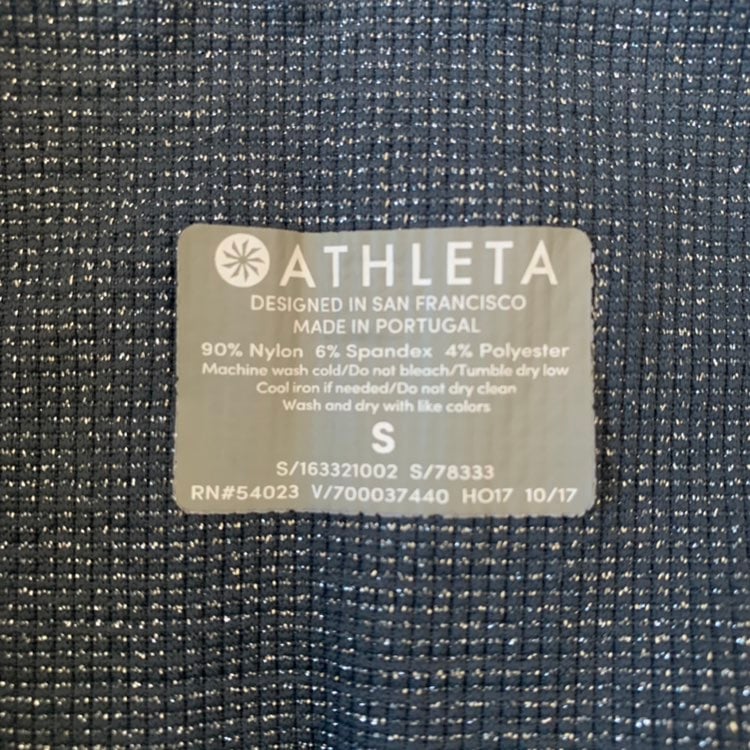 ATHLETA
DESIGNED IN SAN FRANCISCO
MADE IN PORTUGAL
90% Nylon 6% Spandex 4% Polyester
Machine wash cold/Do not bleach/Tumble dry low
Cool iron if needed/Do not dry clean
Wash and dry with like colors
S
S/163321002 S/78333
RN#54023 V/700037440 HO17 10/17